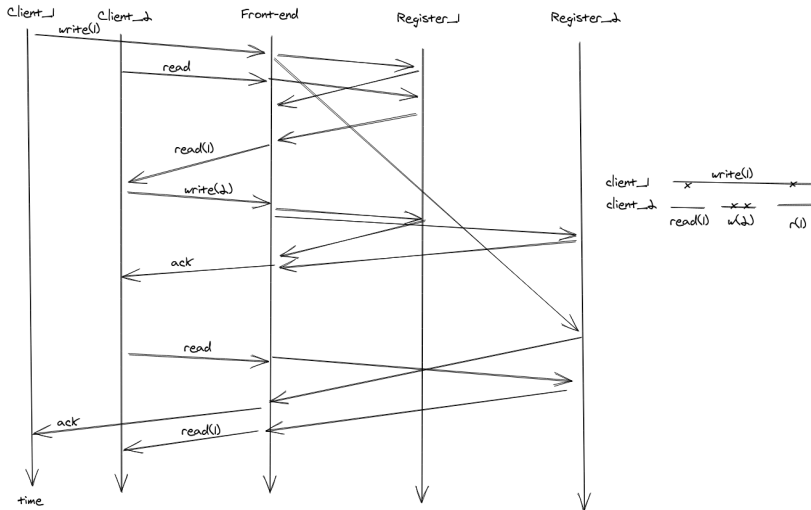 Client_1 Client_2 Front-end Register_1 Register_2
write(1)
read
read(1)
write(2)
ack
read
ack
read(1)
time
write(1)
client_1
client_2
read(1) w(2) r(1)